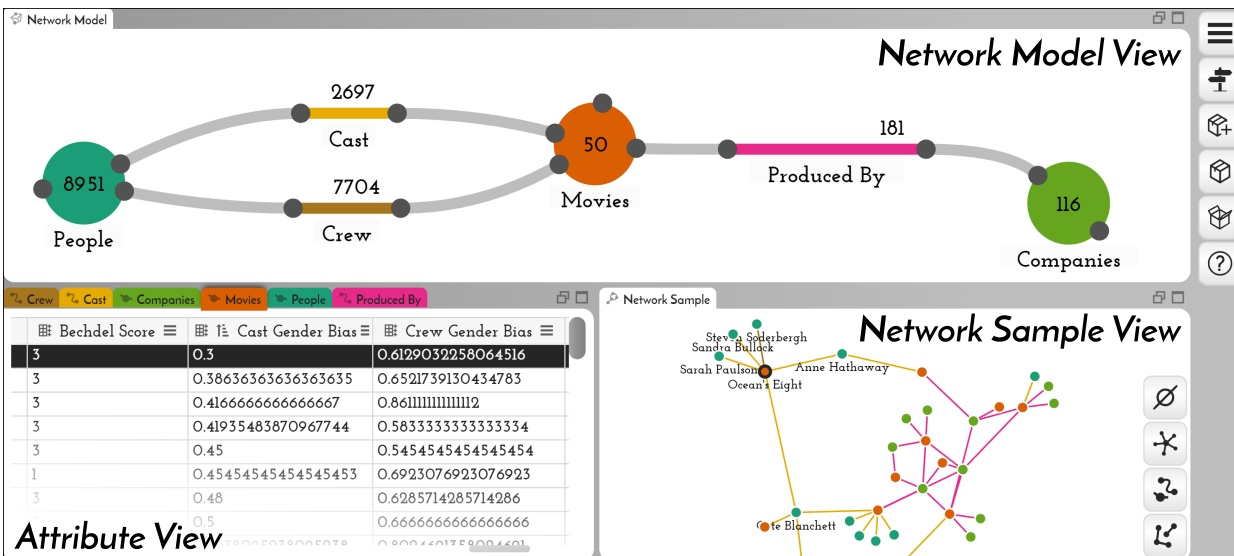 Network Model
Network Model View
2697
Cast
8951
People
7704
Crew
50
Movies
181
Produced By
116
Companies
Crew Cast Companies Movies People Produced By
Bechdel Score Cast Gender Bias Crew Gender Bias
3 0.3 0.6129032258064516
3 0.38636363636363635 0.6521739130434783
3 0.4166666666666667 0.8611111111111112
3 0.41935483870967744 0.5833333333333334
3 0.45 0.5454545454545454
1 0.45454545454545453 0.6923076923076923
3 0.48 0.6285714285714286
0.5 0.6666666666666666
Attribute View
Network Sample
Network Sample View
Steven Soderbergh
Sandra Bullock
Sarah Paulson
Anne Hathaway
Ocean's Eight
Cate Blanchett